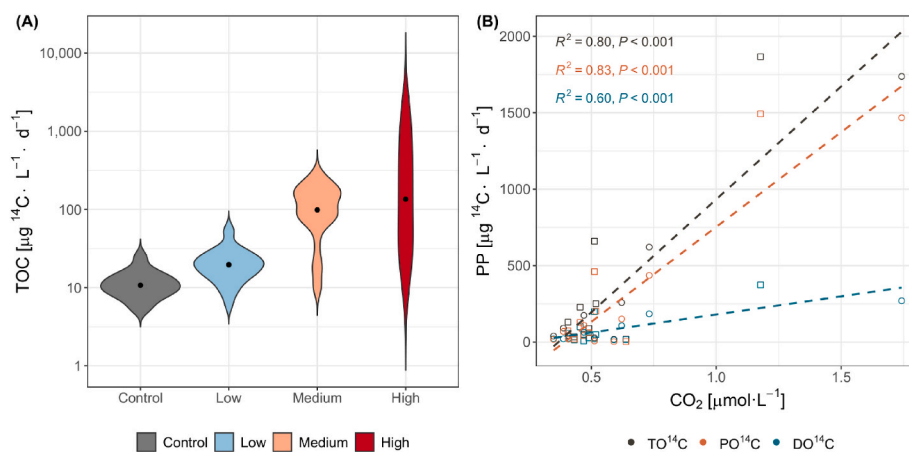 (A)
TOC [µg ¹⁴C · L⁻¹ · d⁻¹]
10,000
1,000
100
10
1
Control Low Medium High
Control Low Medium High
(B)
PP [µg ¹⁴C · L⁻¹ · d⁻¹]
2000
1500
1000
500
0
R² = 0.80, P < 0.001
R² = 0.83, P < 0.001
R² = 0.60, P < 0.001
0.5 1.0 1.5
CO₂ [µmol·L⁻¹]
TO¹⁴C PO¹⁴C DO¹⁴C